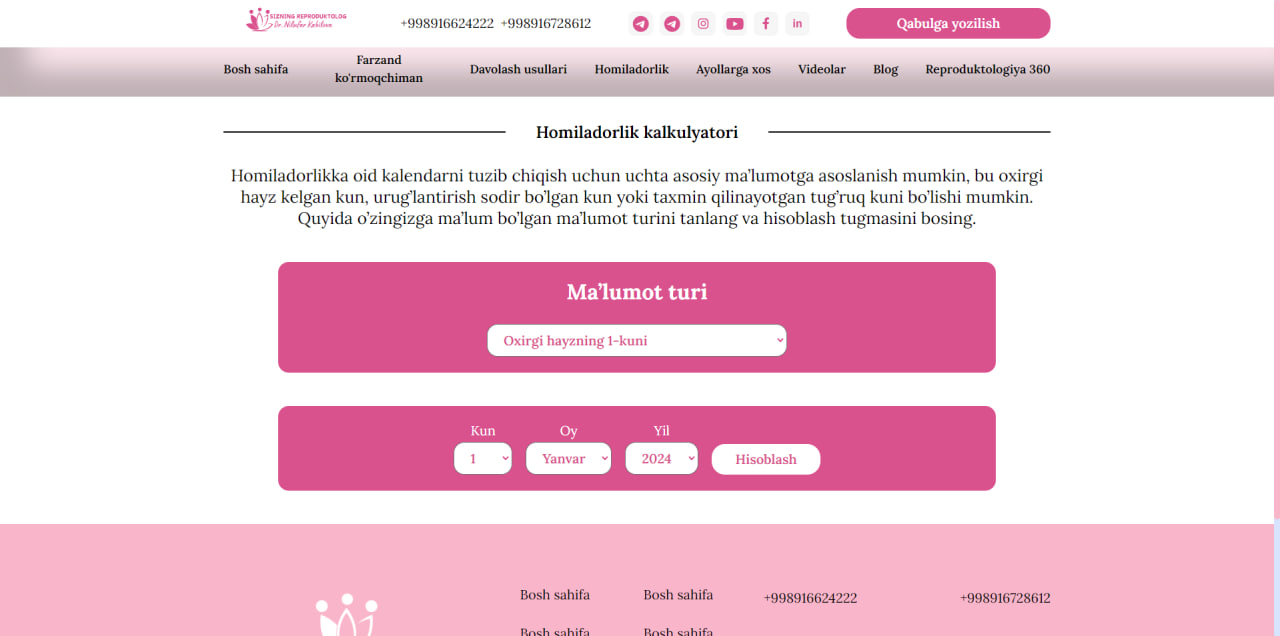 SIZNING REPRODUKTOLOG
Dr. Nilufar Kabilova
+998916624222 +998916728612
Qabulga yozilish
Bosh sahifa
Farzand
ko'rmoqchiman
Davolash usullari
Homiladorlik
Ayollarga xos
Videolar
Blog
Reproduktologiya 360
Homiladorlik kalkulyatori
Homiladorlikka oid kalendarni tuzib chiqish uchun uchta asosiy ma’lumotga asoslanish mumkin, bu oxirgi
hayz kelgan kun, urug’lantirish sodir bo’lgan kun yoki taxmin qilinayotgan tug’ruq kuni bo’lishi mumkin.
Quyida o’zingizga ma’lum bo’lgan ma’lumot turini tanlang va hisoblash tugmasini bosing.
Ma’lumot turi
Oxirgi hayzning 1-kuni
Kun Oy Yil
1 Yanvar 2024 Hisoblash
Bosh sahifa Bosh sahifa +998916624222 +998916728612
Bosh sahifa Bosh sahifa